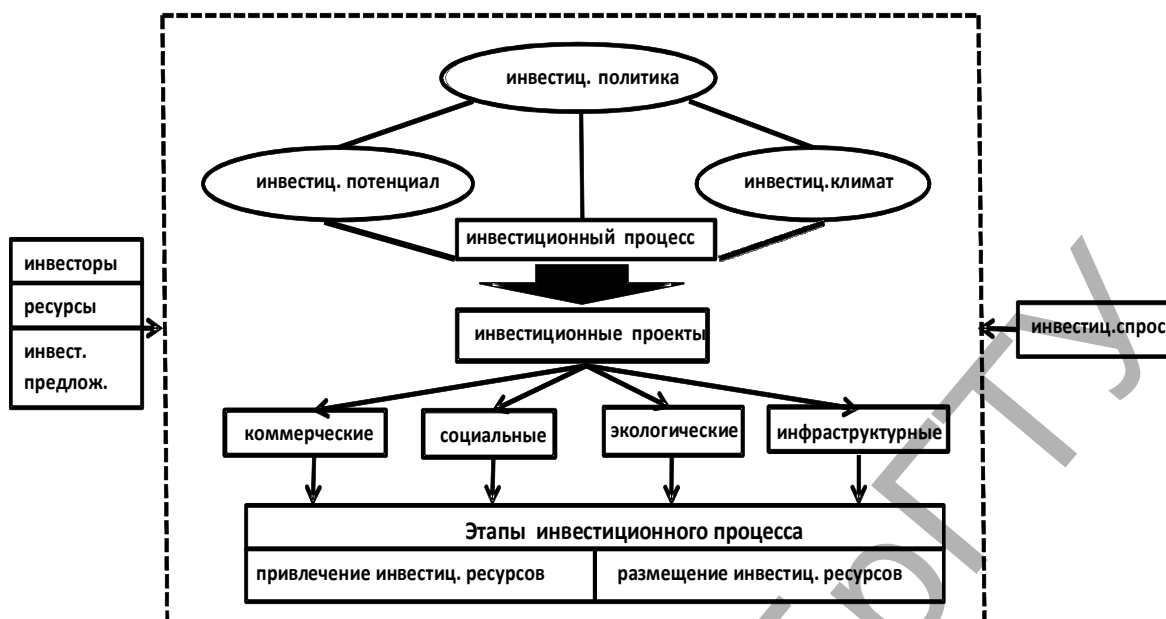 инвестиц. политика
инвестиц. потенциал
инвестиц.климат
инвестиционный процесс
инвесторы
ресурсы
инвест.
предлож.
инвестиц.спрос
инвестиционные проекты
коммерческие
социальные
экологические
инфраструктурные
Этапы инвестиционного процесса
привлечение инвестиц. ресурсов
размещение инвестиц. ресурсов
рГТУ